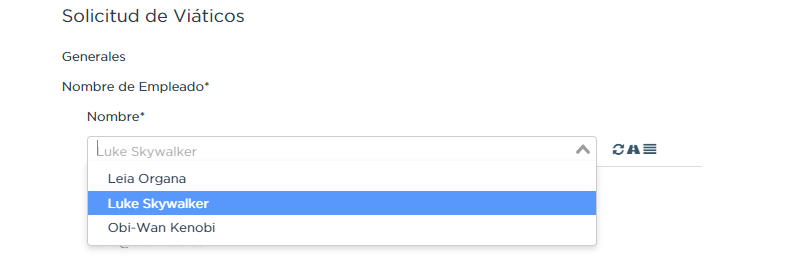 Solicitud de Viáticos
Generales
Nombre de Empleado*
Nombre*
Luke Skywalker
Leia Organa
Luke Skywalker
Obi-Wan Kenobi